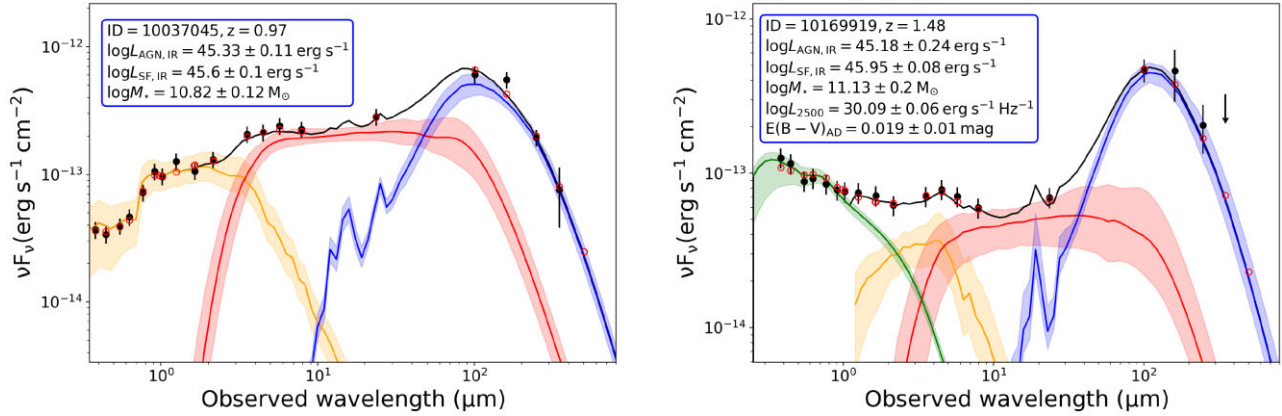 ID = 10037045, z = 0.97
logL_AGN, IR = 45.33 ± 0.11 erg s⁻¹
logL_SF, IR = 45.6 ± 0.1 erg s⁻¹
logM⋆ = 10.82 ± 0.12 M⊙
10⁻¹²
10⁻¹³
10⁻¹⁴
νFν(erg s⁻¹ cm⁻²)
10⁰ 10¹ 10²
Observed wavelength (μm)
ID = 10169919, z = 1.48
logL_AGN, IR = 45.18 ± 0.24 erg s⁻¹
logL_SF, IR = 45.95 ± 0.08 erg s⁻¹
logM⋆ = 11.13 ± 0.2 M⊙
logL₂₅₀₀ = 30.09 ± 0.06 erg s⁻¹ Hz⁻¹
E(B − V)_AD = 0.019 ± 0.01 mag
10⁻¹²
10⁻¹³
10⁻¹⁴
νFν(erg s⁻¹ cm⁻²)
10⁰ 10¹ 10²
Observed wavelength (μm)